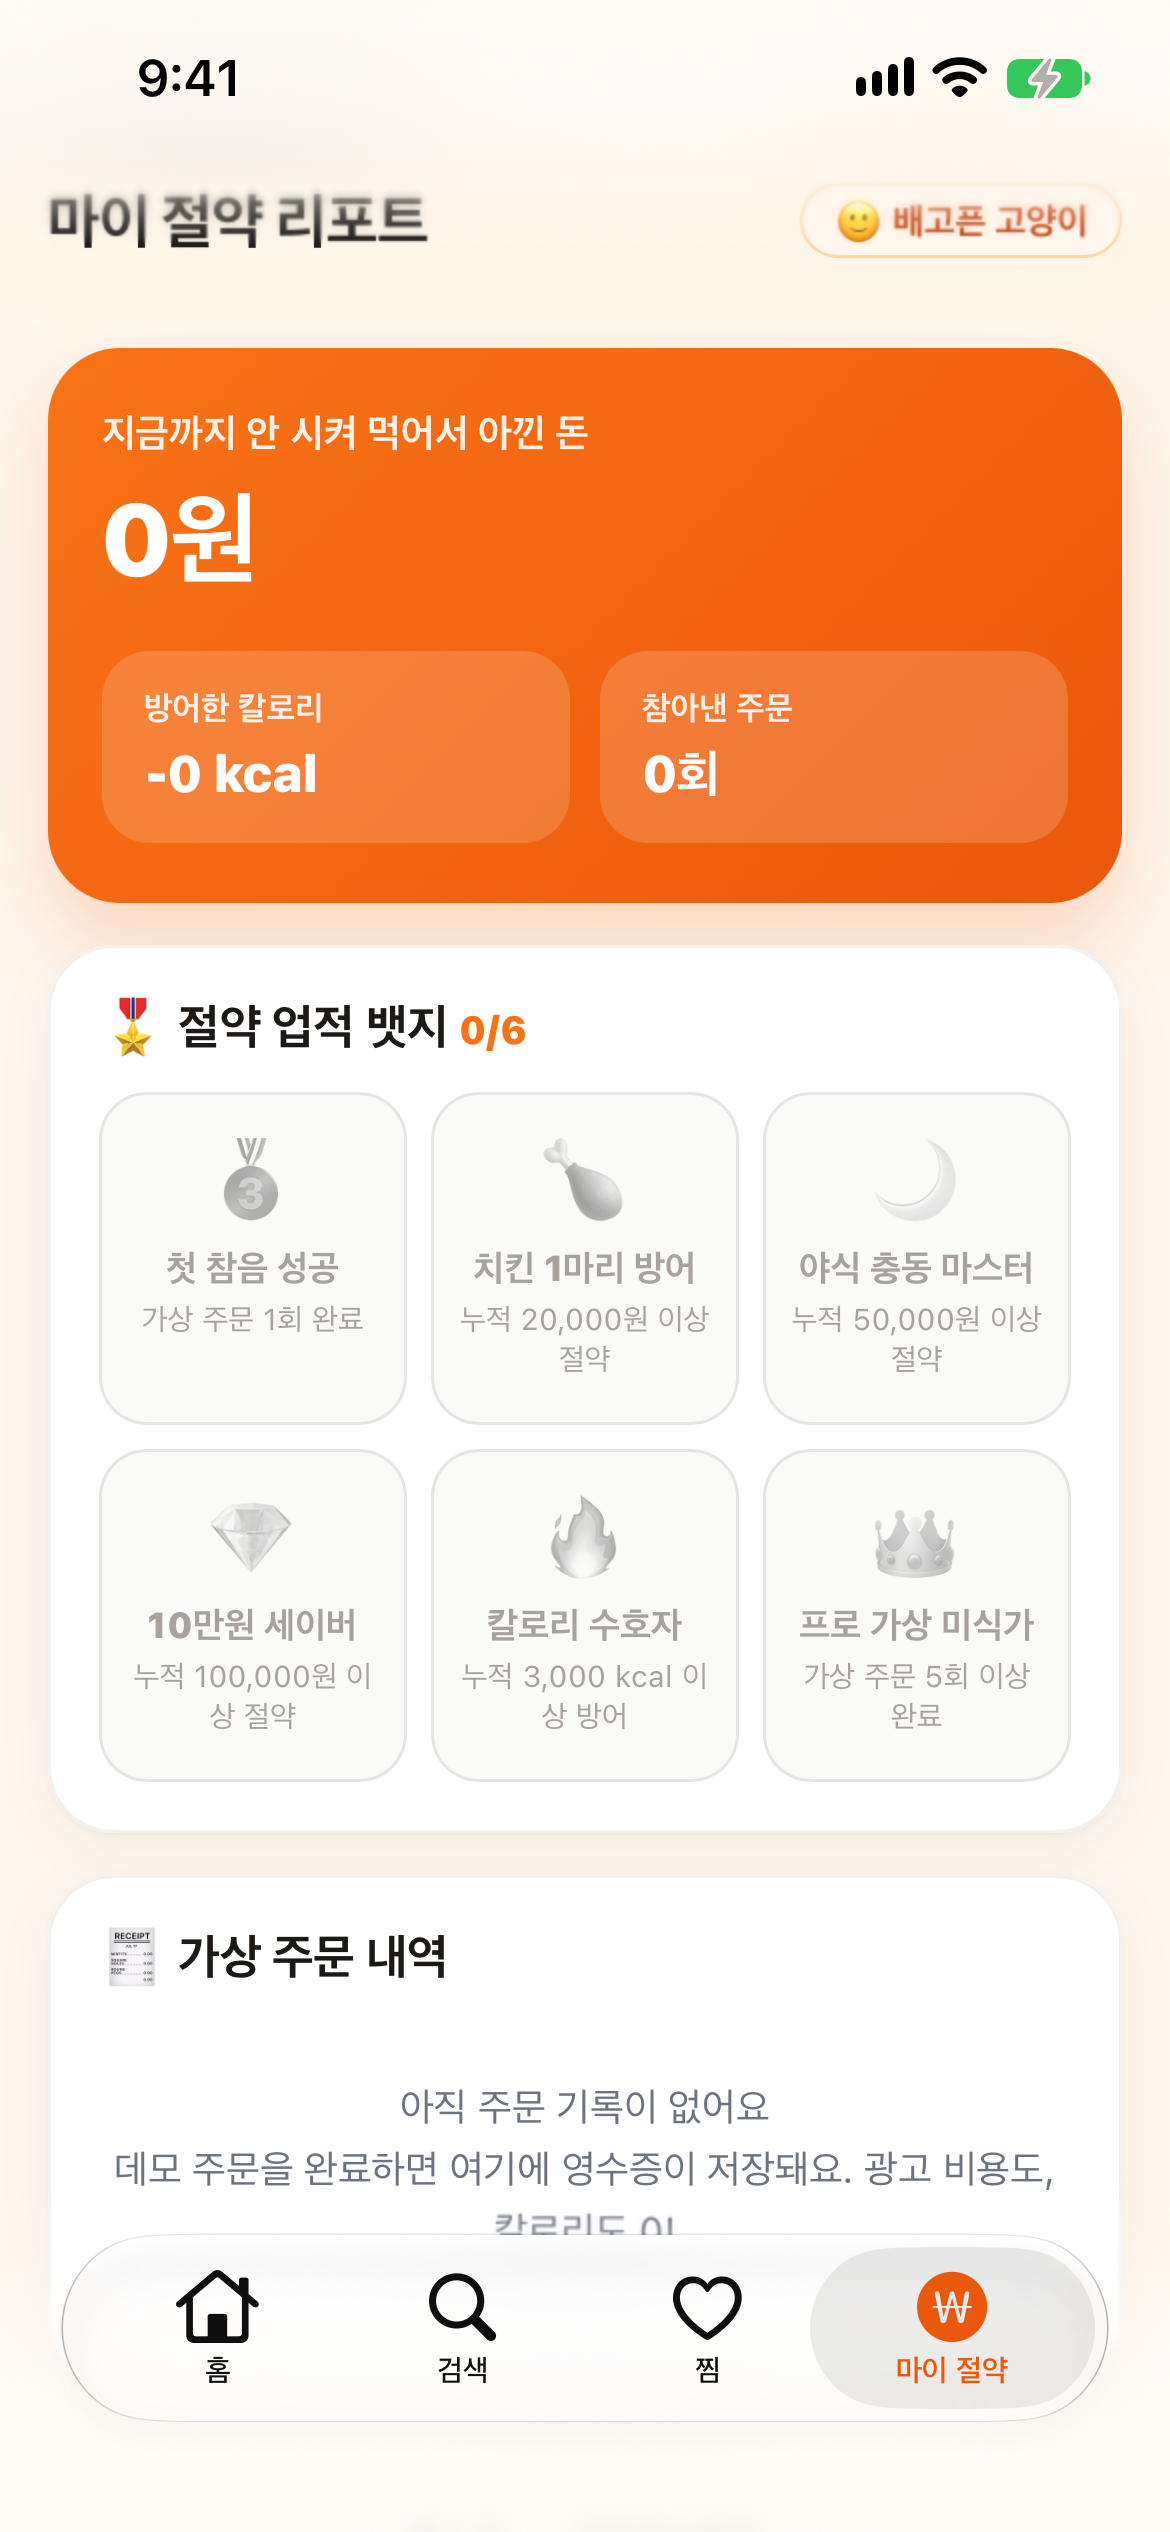 9:41
마이 절약 리포트
🙂 배고픈 고양이
지금까지 안 시켜 먹어서 아낀 돈
0원
방어한 칼로리
참아낸 주문
-0 kcal
0회
절약 업적 뱃지 0/6
3
첫 참음 성공
가상 주문 1회 완료
치킨 1마리 방어
누적 20,000원 이상
절약
야식 충동 마스터
누적 50,000원 이상
절약
10만원 세이버
누적 100,000원 이
상 절약
칼로리 수호자
누적 3,000 kcal 이
상 방어
프로 가상 미식가
가상 주문 5회 이상
완료
RECEIPT
가상 주문 내역
아직 주문 기록이 없어요
데모 주문을 완료하면 여기에 영수증이 저장돼요. 광고 비용도,
칼로리도
홈
검색
찜
₩
마이 절약